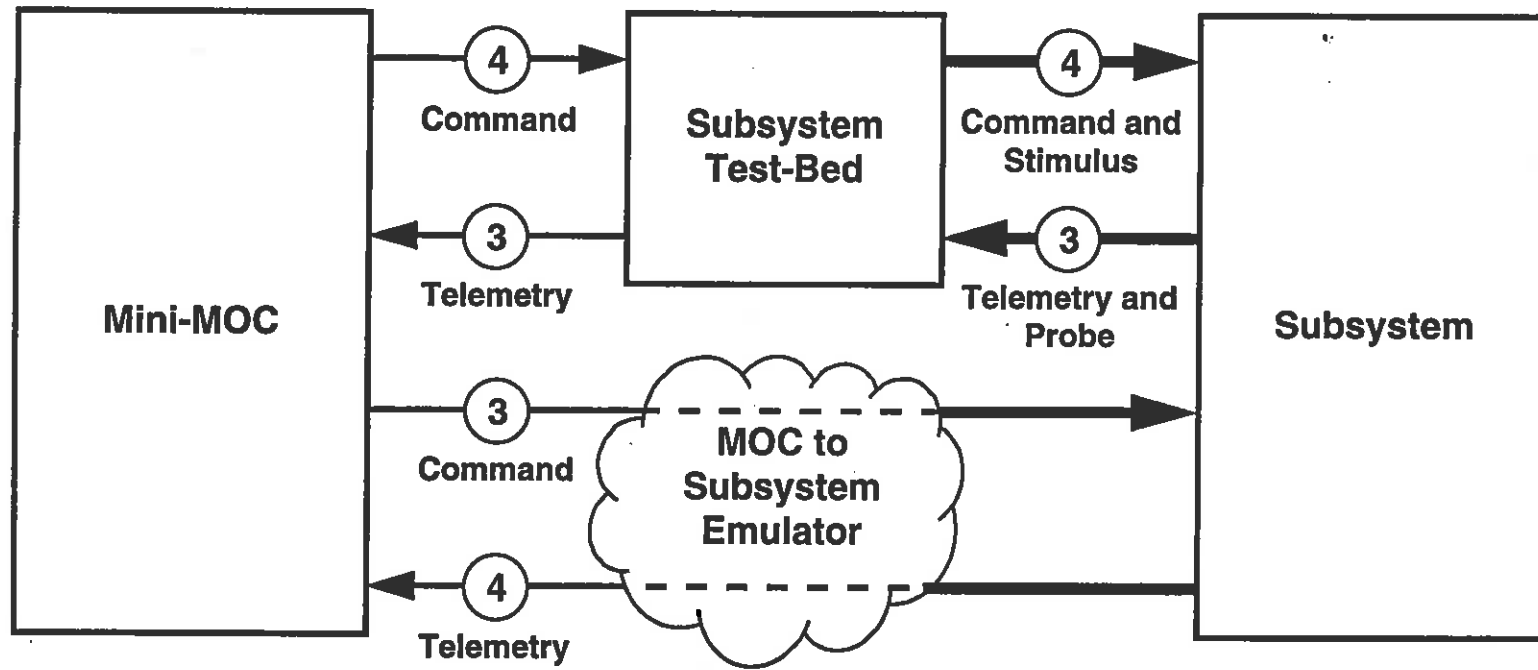 4
Command
Subsystem
Test-Bed
4
Command and
Stimulus
3
Telemetry
3
Telemetry and
Probe
Mini-MOC
Subsystem
3
Command
MOC to
Subsystem
Emulator
4
Telemetry